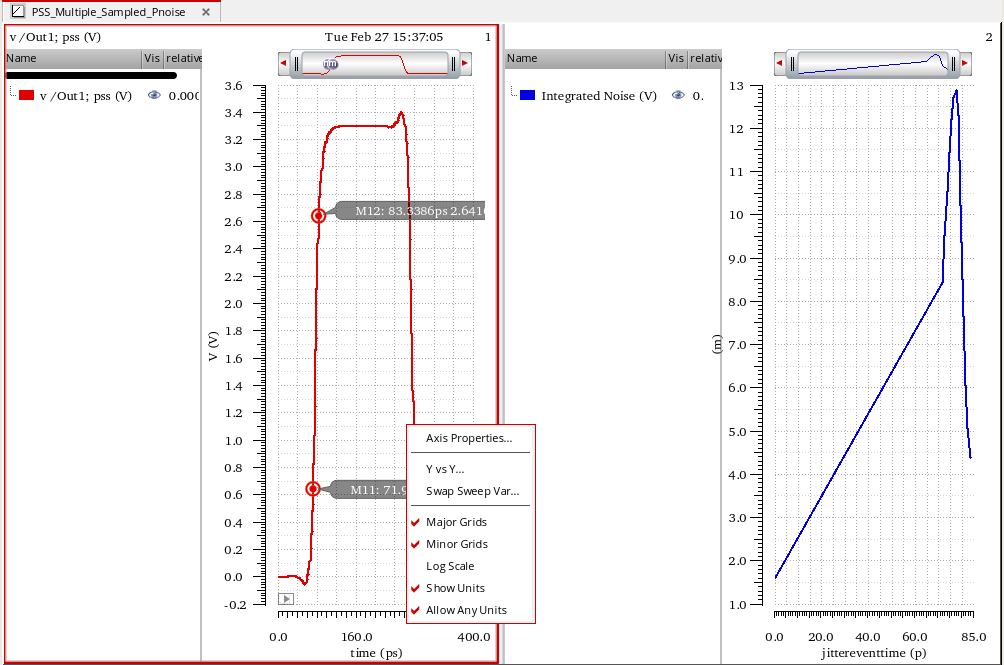 PSS_Multiple_Sampled_Pnoise
v /Out1; pss (V)
Tue Feb 27 15:37:05
1
Name Vis relative
v /Out1; pss (V) 0.000
3.6
3.4
3.2
3.0
2.8
2.6
2.4
2.2
2.0
1.8
1.6
1.4
1.2
1.0
0.8
0.6
0.4
0.2
0.0
-0.2
V (V)
M12: 83.3386ps 2.641
M11: 71.9
0.0 160.0 400.0
time (ps)
Axis Properties...
Y vs Y...
Swap Sweep Var...
Major Grids
Minor Grids
Log Scale
Show Units
Allow Any Units
2
Name Vis relativ
Integrated Noise (V) 0.
13
12
11
10
9.0
8.0
7.0
6.0
5.0
4.0
3.0
2.0
1.0
(m)
0.0 20.0 40.0 60.0 85.0
jittereventtime (p)